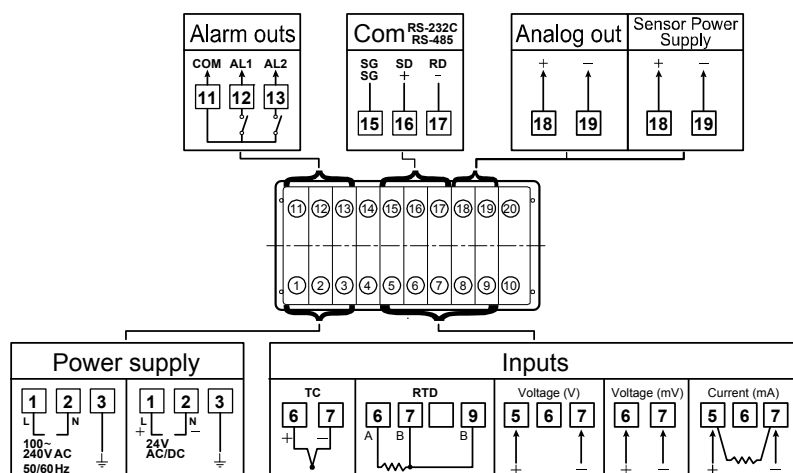 Alarm outs
COM AL1 AL2
11 12 13
Com RS-232C
RS-485
SG SD RD
SG + −
15 16 17
Analog out
+ −
18 19
Sensor Power
Supply
+ −
18 19
11 12 13 14 15 16 17 18 19 20
1 2 3 4 5 6 7 8 9 10
Power supply
1 2 3
L N
100~
240V AC
50/60 Hz
1 2 3
L N
+ −
24V
AC/DC
Inputs
TC
6 7
+ −
RTD
6 7 9
A B B
Voltage (V)
5 6 7
+ −
Voltage (mV)
6 7
+ −
Current (mA)
5 6 7
+ −